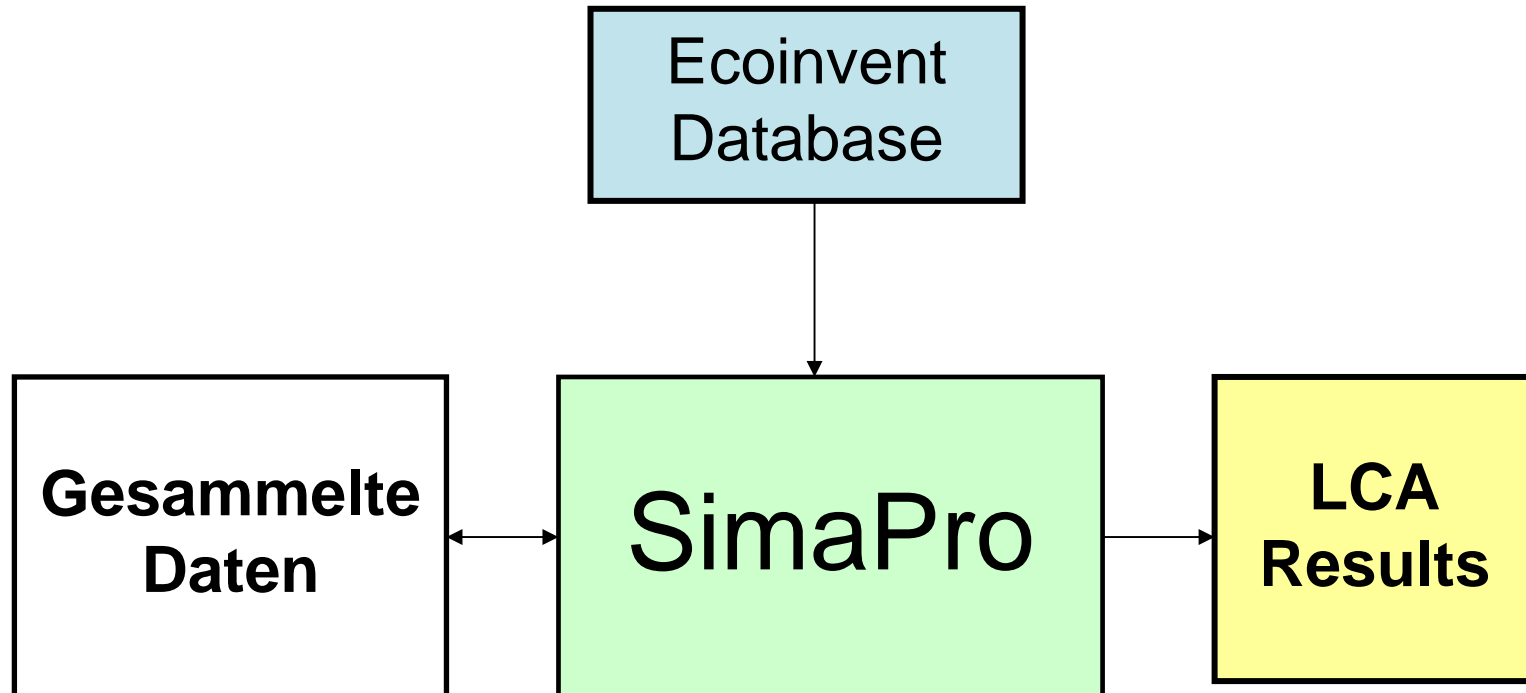 Ecoinvent
Database
Gesammelte
Daten
SimaPro
LCA
Results